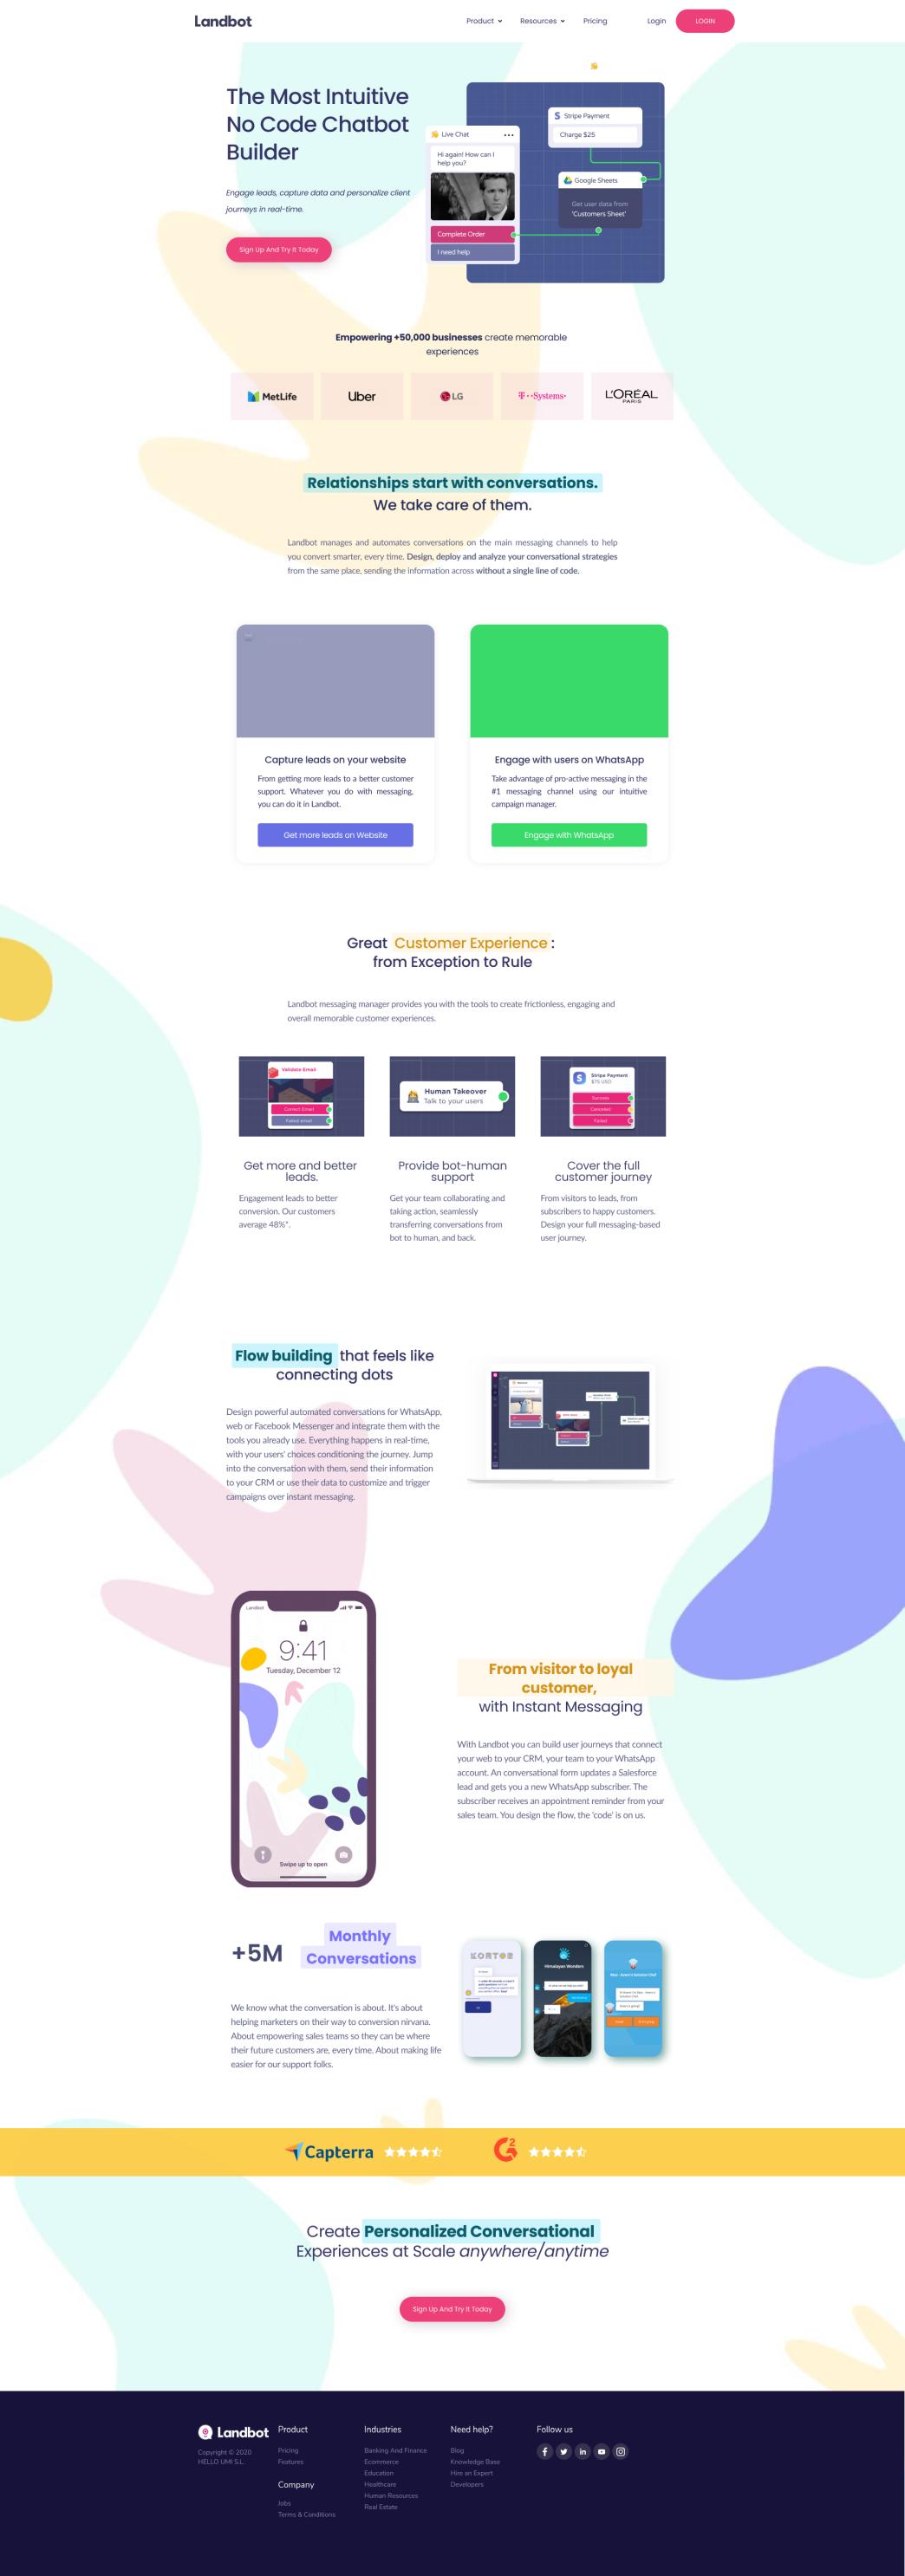 Landbot
Product
Resources
Pricing
Login
LOGIN
The Most Intuitive
No Code Chatbot
Builder
Engage leads, capture data and personalize client
journeys in real-time.
Sign Up And Try It Today
Live Chat
Hi again! How can I
help you?
Complete Order
I need help
Stripe Payment
Charge $25
Google Sheets
Get user data from
'Customers Sheet'
Empowering +50,000 businesses create memorable
experiences
MetLife
Uber
LG
T··Systems·
L'ORÉAL
PARIS
Relationships start with conversations.
We take care of them.
Landbot manages and automates conversations on the main messaging channels to help
you convert smarter, every time. Design, deploy and analyze your conversational strategies
from the same place, sending the information across without a single line of code.
Capture leads on your website
From getting more leads to a better customer
support. Whatever you do with messaging,
you can do it in Landbot.
Get more leads on Website
Engage with users on WhatsApp
Take advantage of pro-active messaging in the
#1 messaging channel using our intuitive
campaign manager.
Engage with WhatsApp
Great Customer Experience :
from Exception to Rule
Landbot messaging manager provides you with the tools to create frictionless, engaging and
overall memorable customer experiences.
Validate Email
Correct Email
Failed email
Human Takeover
Talk to your users
Stripe Payment
$75 USD
Success
Canceled
Failed
Get more and better
leads.
Engagement leads to better
conversion. Our customers
average 48%*.
Provide bot-human
support
Get your team collaborating and
taking action, seamlessly
transferring conversations from
bot to human, and back.
Cover the full
customer journey
From visitors to leads, from
subscribers to happy customers.
Design your full messaging-based
user journey.
Flow building that feels like
connecting dots
Design powerful automated conversations for WhatsApp,
web or Facebook Messenger and integrate them with the
tools you already use. Everything happens in real-time,
with your users' choices conditioning the journey. Jump
into the conversation with them, send their information
to your CRM or use their data to customize and trigger
campaigns over instant messaging.
Landbot
9:41
Tuesday, December 12
Swipe up to open
From visitor to loyal
customer,
with Instant Messaging
With Landbot you can build user journeys that connect
your web to your CRM, your team to your WhatsApp
account. An conversational form updates a Salesforce
lead and gets you a new WhatsApp subscriber. The
subscriber receives an appointment reminder from your
sales team. You design the flow, the 'code' is on us.
+5M
Monthly
Conversations
We know what the conversation is about. It's about
helping marketers on their way to conversion nirvana.
About empowering sales teams so they can be where
their future customers are, every time. About making life
easier for our support folks.
Himalayan Wonders
Capterra
G2
Create Personalized Conversational
Experiences at Scale anywhere/anytime
Sign Up And Try It Today
Landbot
Copyright © 2020
HELLO UMI S.L.
Product
Pricing
Features
Company
Jobs
Terms & Conditions
Industries
Banking And Finance
Ecommerce
Education
Healthcare
Human Resources
Real Estate
Need help?
Blog
Knowledge Base
Hire an Expert
Developers
Follow us